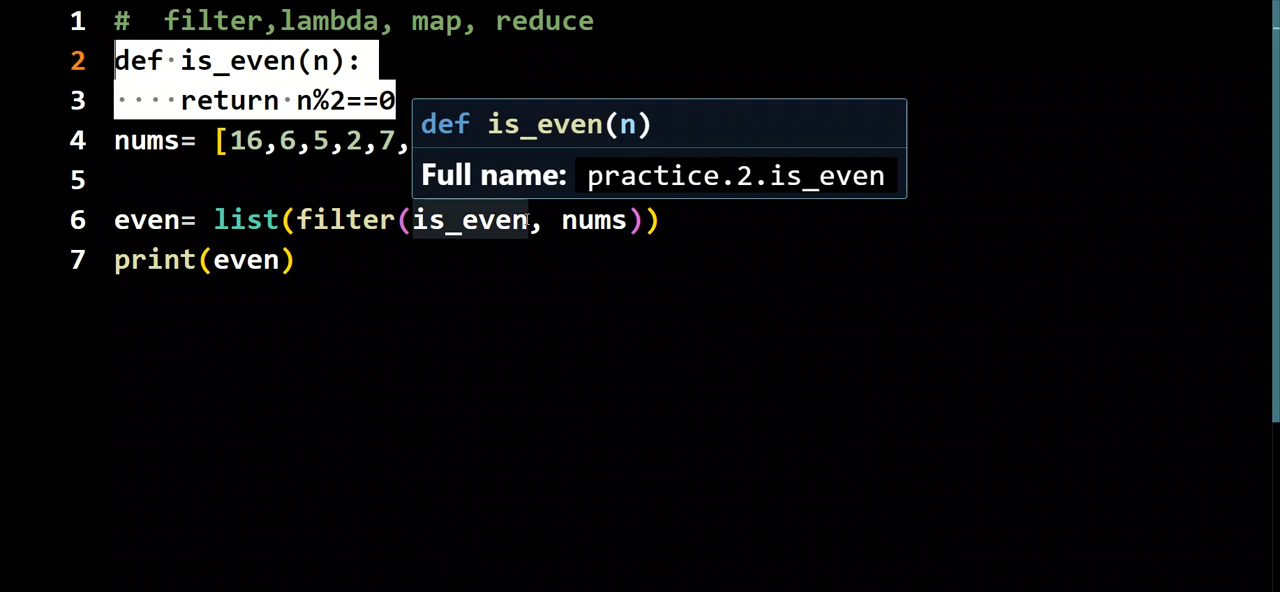 1 #  filter,lambda, map, reduce
2 def is_even(n):
3     return n%2==0
4 nums= [16,6,5,2,7,
5
6 even= list(filter(is_even, nums))
7 print(even)
def is_even(n)
Full name: practice.2.is_even